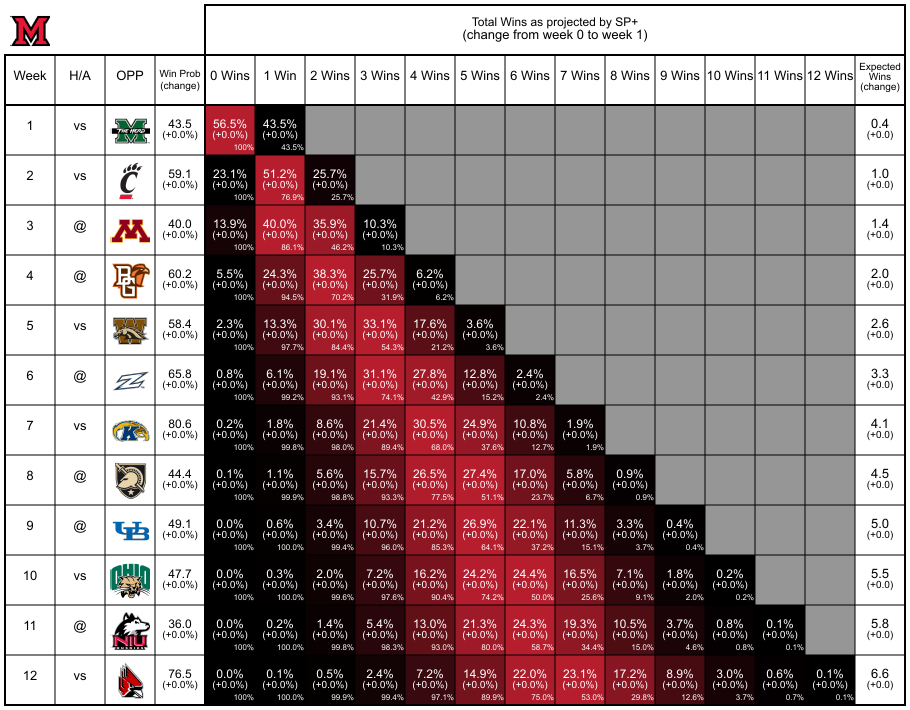 M
Total Wins as projected by SP+
(change from week 0 to week 1)
Week H/A OPP Win Prob (change) 0 Wins 1 Win 2 Wins 3 Wins 4 Wins 5 Wins 6 Wins 7 Wins 8 Wins 9 Wins 10 Wins 11 Wins 12 Wins Expected Wins (change)
1 vs M THE HERD 43.5 56.5% 43.5% 0.4
(+0.0%) (+0.0%) (+0.0%) (+0.0)
100% 43.5%
2 vs C 59.1 23.1% 51.2% 25.7% 1.0
(+0.0%) (+0.0%) (+0.0%) (+0.0%) (+0.0)
100% 76.9% 25.7%
3 @ M 40.0 13.9% 40.0% 35.9% 10.3% 1.4
(+0.0%) (+0.0%) (+0.0%) (+0.0%) (+0.0%) (+0.0)
100% 86.1% 46.2% 10.3%
4 @ BG 60.2 5.5% 24.3% 38.3% 25.7% 6.2% 2.0
(+0.0%) (+0.0%) (+0.0%) (+0.0%) (+0.0%) (+0.0%) (+0.0)
100% 94.5% 70.2% 31.9% 6.2%
5 vs W 58.4 2.3% 13.3% 30.1% 33.1% 17.6% 3.6% 2.6
(+0.0%) (+0.0%) (+0.0%) (+0.0%) (+0.0%) (+0.0%) (+0.0%) (+0.0)
100% 97.7% 84.4% 54.3% 21.2% 3.6%
6 @ Z 65.8 0.8% 6.1% 19.1% 31.1% 27.8% 12.8% 2.4% 3.3
(+0.0%) (+0.0%) (+0.0%) (+0.0%) (+0.0%) (+0.0%) (+0.0%) (+0.0%) (+0.0)
100% 99.2% 93.1% 74.1% 42.9% 15.2% 2.4%
7 vs K 80.6 0.2% 1.8% 8.6% 21.4% 30.5% 24.9% 10.8% 1.9% 4.1
(+0.0%) (+0.0%) (+0.0%) (+0.0%) (+0.0%) (+0.0%) (+0.0%) (+0.0%) (+0.0%) (+0.0)
100% 99.8% 98.0% 89.4% 68.0% 37.6% 12.7% 1.9%
8 @ 44.4 0.1% 1.1% 5.6% 15.7% 26.5% 27.4% 17.0% 5.8% 0.9% 4.5
(+0.0%) (+0.0%) (+0.0%) (+0.0%) (+0.0%) (+0.0%) (+0.0%) (+0.0%) (+0.0%) (+0.0%) (+0.0)
100% 99.9% 98.8% 93.3% 77.5% 51.1% 23.7% 6.7% 0.9%
9 @ UB 49.1 0.0% 0.6% 3.4% 10.7% 21.2% 26.9% 22.1% 11.3% 3.3% 0.4% 5.0
(+0.0%) (+0.0%) (+0.0%) (+0.0%) (+0.0%) (+0.0%) (+0.0%) (+0.0%) (+0.0%) (+0.0%) (+0.0%) (+0.0)
100% 100.0% 99.4% 96.0% 85.3% 64.1% 37.2% 15.1% 3.7% 0.4%
10 vs OHIO 47.7 0.0% 0.3% 2.0% 7.2% 16.2% 24.2% 24.4% 16.5% 7.1% 1.8% 0.2% 5.5
(+0.0%) (+0.0%) (+0.0%) (+0.0%) (+0.0%) (+0.0%) (+0.0%) (+0.0%) (+0.0%) (+0.0%) (+0.0%) (+0.0%) (+0.0)
100% 100.0% 99.6% 97.6% 90.4% 74.2% 50.0% 25.6% 9.1% 2.0% 0.2%
11 @ NIU 36.0 0.0% 0.2% 1.4% 5.4% 13.0% 21.3% 24.3% 19.3% 10.5% 3.7% 0.8% 0.1% 5.8
(+0.0%) (+0.0%) (+0.0%) (+0.0%) (+0.0%) (+0.0%) (+0.0%) (+0.0%) (+0.0%) (+0.0%) (+0.0%) (+0.0%) (+0.0%) (+0.0)
100% 100.0% 99.8% 98.3% 93.0% 80.0% 58.7% 34.4% 15.0% 4.6% 0.8% 0.1%
12 vs 76.5 0.0% 0.1% 0.5% 2.4% 7.2% 14.9% 22.0% 23.1% 17.2% 8.9% 3.0% 0.6% 0.1% 6.6
(+0.0%) (+0.0%) (+0.0%) (+0.0%) (+0.0%) (+0.0%) (+0.0%) (+0.0%) (+0.0%) (+0.0%) (+0.0%) (+0.0%) (+0.0%) (+0.0%) (+0.0)
100% 100.0% 99.9% 99.4% 97.1% 89.9% 75.0% 53.0% 29.8% 12.6% 3.7% 0.7% 0.1%